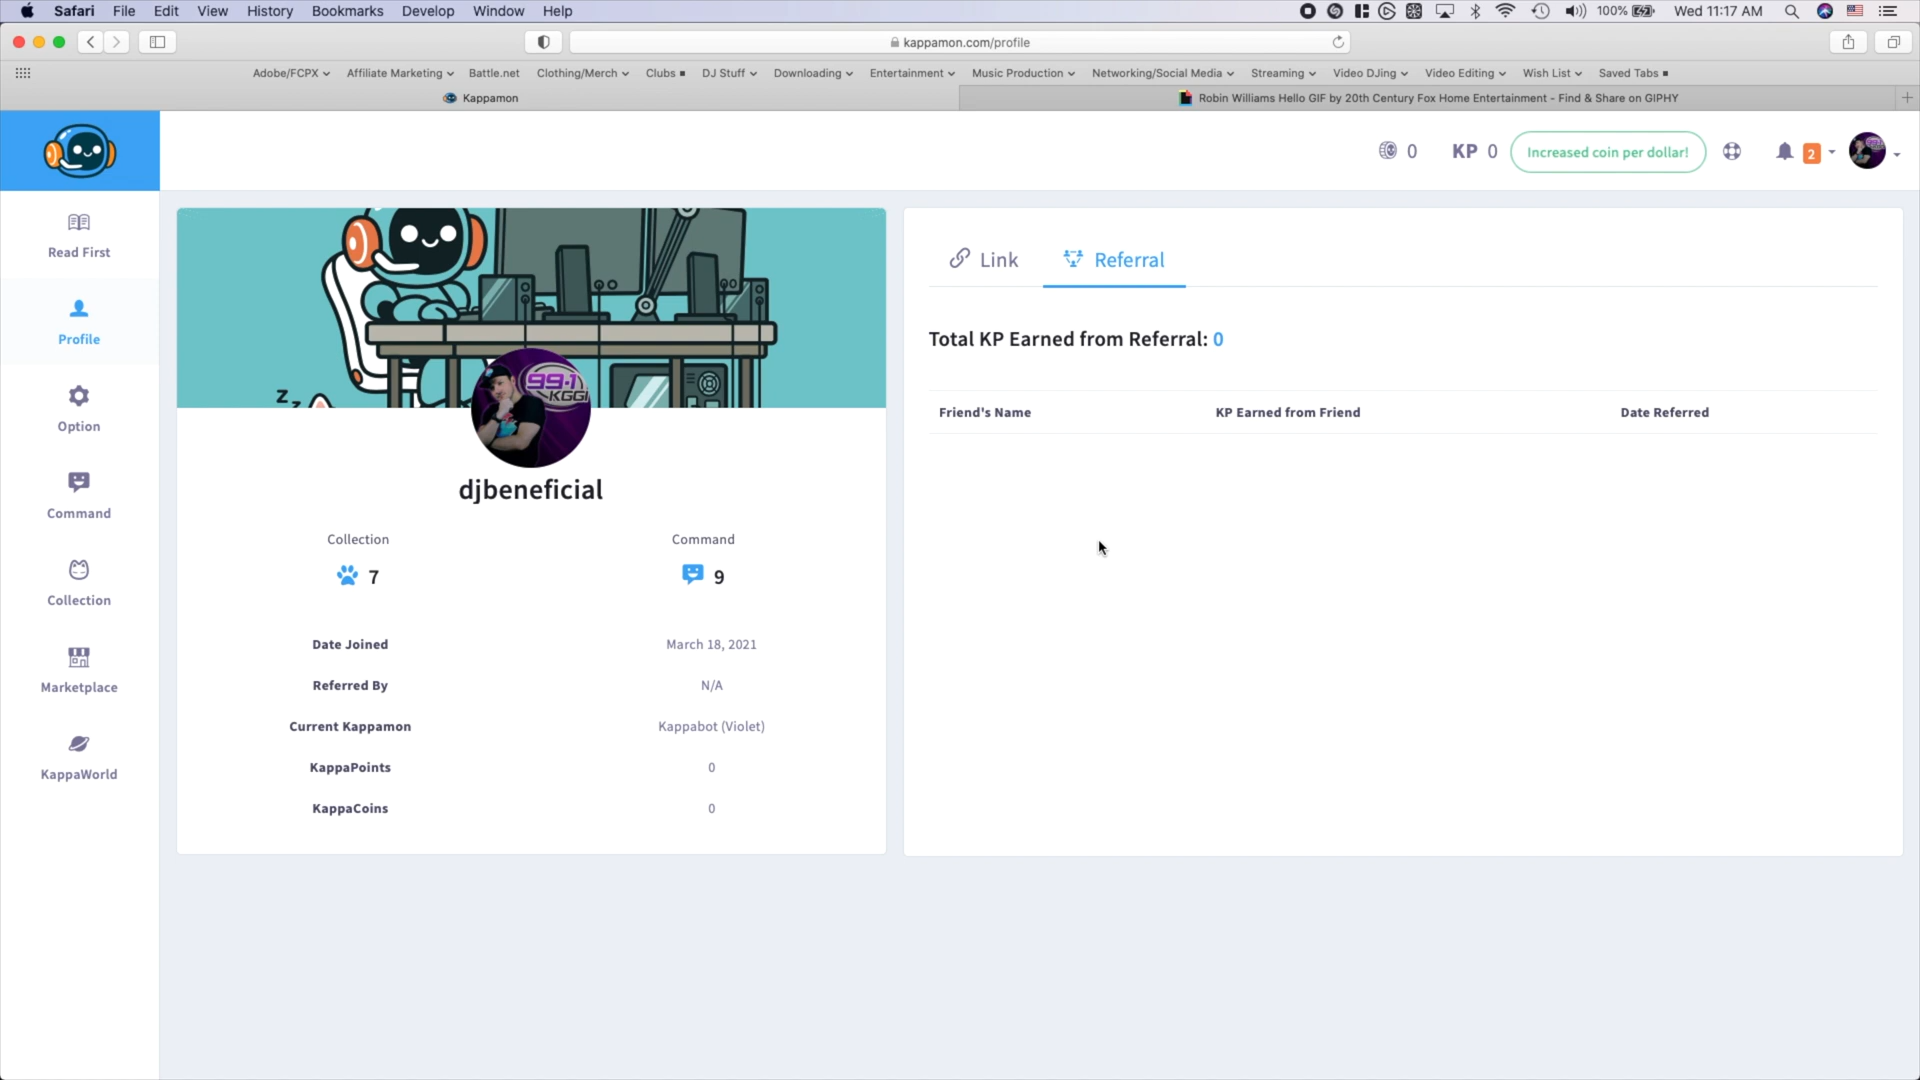 Safari File Edit View History Bookmarks Develop Window Help 100% Wed 11:17 AM
kappamon.com/profile
Adobe/FCPX Affiliate Marketing Battle.net Clothing/Merch Clubs DJ Stuff Downloading Entertainment Music Production Networking/Social Media Streaming Video DJing Video Editing Wish List Saved Tabs
Kappamon Robin Williams Hello GIF by 20th Century Fox Home Entertainment - Find & Share on GIPHY
0 KP 0 Increased coin per dollar! 2
Read First
Profile
Option
Command
Collection
Marketplace
KappaWorld
z z
99.1
KGGI
djbeneficial
Collection Command
7 9
Date Joined March 18, 2021
Referred By N/A
Current Kappamon Kappabot (Violet)
KappaPoints 0
KappaCoins 0
Link Referral
Total KP Earned from Referral: 0
Friend's Name KP Earned from Friend Date Referred